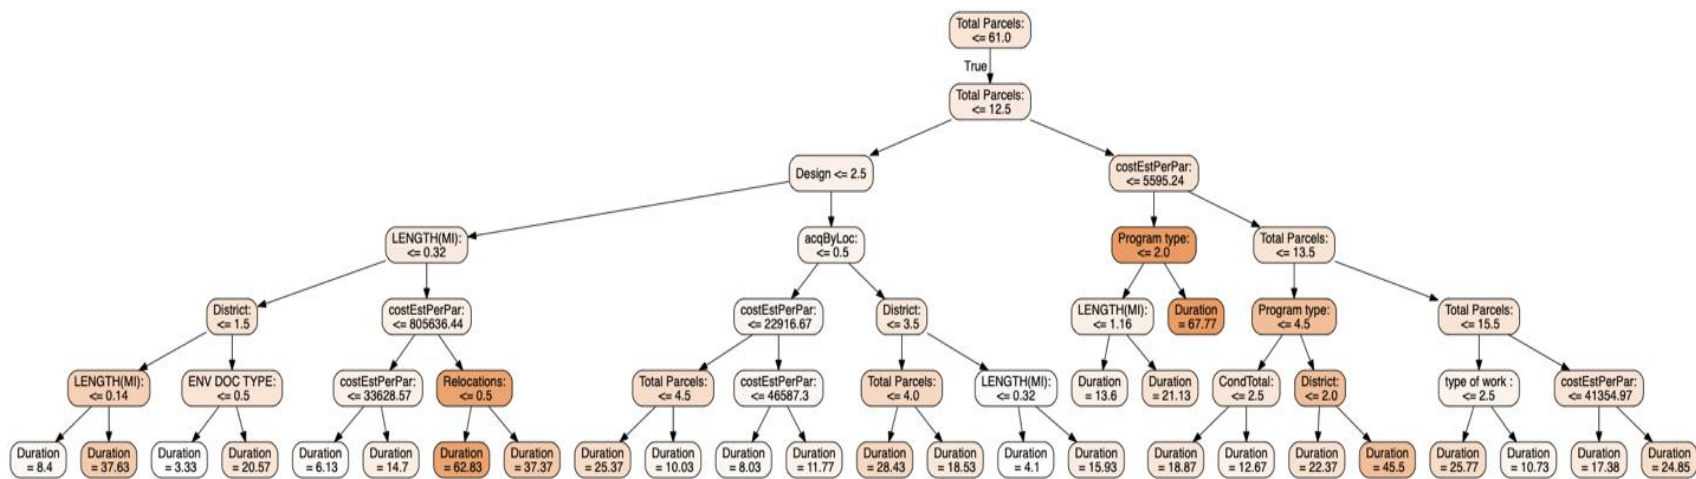 Total Parcels:
<= 61.0
True
Total Parcels:
<= 12.5
Design <= 2.5
costEstPerPar:
<= 5595.24
LENGTH(MI):
<= 0.32
acqByLoc:
<= 0.5
Program type:
<= 2.0
Total Parcels:
<= 13.5
District:
<= 1.5
costEstPerPar:
<= 805636.44
costEstPerPar:
<= 22916.67
District:
<= 3.5
LENGTH(MI):
<= 1.16
Duration
= 67.77
Program type:
<= 4.5
Total Parcels:
<= 15.5
LENGTH(MI):
<= 0.14
ENV DOC TYPE:
<= 0.5
costEstPerPar:
<= 33628.57
Relocations:
<= 0.5
Total Parcels:
<= 4.5
costEstPerPar:
<= 46587.3
Total Parcels:
<= 4.0
LENGTH(MI):
<= 0.32
Duration
= 13.6
Duration
= 21.13
CondTotal:
<= 2.5
District:
<= 2.0
type of work :
<= 2.5
costEstPerPar:
<= 41354.97
Duration
= 8.4
Duration
= 37.63
Duration
= 3.33
Duration
= 20.57
Duration
= 6.13
Duration
= 14.7
Duration
= 62.83
Duration
= 37.37
Duration
= 25.37
Duration
= 10.03
Duration
= 8.03
Duration
= 11.77
Duration
= 28.43
Duration
= 18.53
Duration
= 4.1
Duration
= 15.93
Duration
= 18.87
Duration
= 12.67
Duration
= 22.37
Duration
= 45.5
Duration
= 25.77
Duration
= 10.73
Duration
= 17.38
Duration
= 24.85